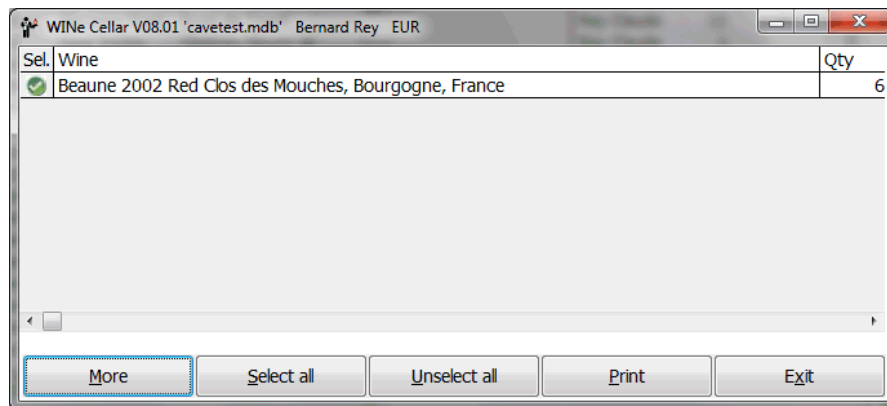 WINe Cellar V08.01 'cavetest.mdb' Bernard Rey EUR
Sel. Wine Qty
Beaune 2002 Red Clos des Mouches, Bourgogne, France 6
More Select all Unselect all Print Exit